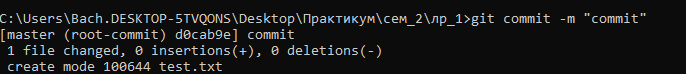 C:\Users\Bach.DESKTOP-5TVQONS\Desktop\Практикум\сем_2\лр_1>git commit -m "commit"
[master (root-commit) d0cab9e] commit
 1 file changed, 0 insertions(+), 0 deletions(-)
 create mode 100644 test.txt